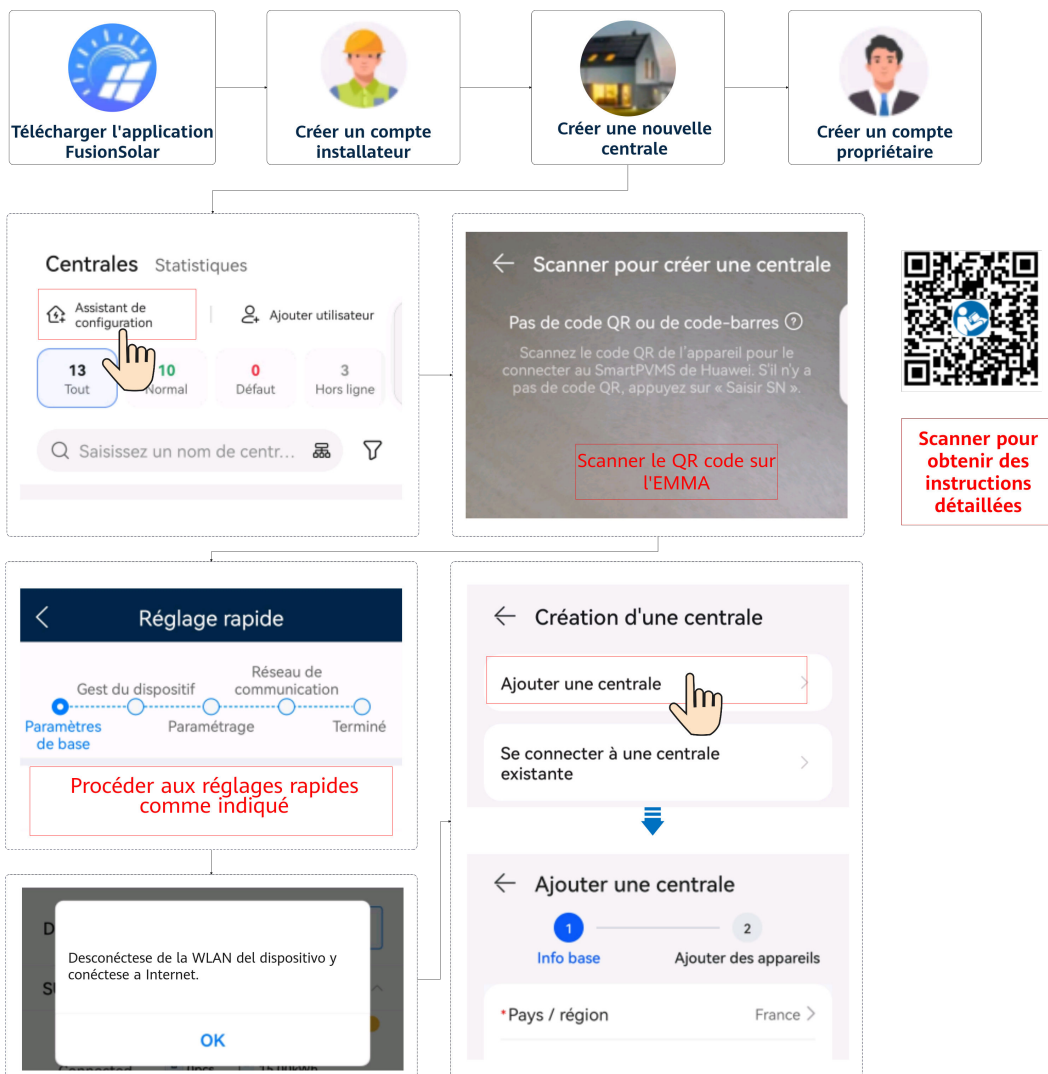 Télécharger l'application
FusionSolar
Créer un compte
installateur
Créer une nouvelle
centrale
Créer un compte
propriétaire
Centrales Statistiques
Assistant de
configuration
Ajouter utilisateur
13
Tout
10
Normal
0
Défaut
3
Hors ligne
Saisissez un nom de centr...
Scanner pour créer une centrale
Pas de code QR ou de code-barres
Scannez le code QR de l'appareil pour le
connecter au SmartPVMS de Huawei. S'il n'y a
pas de code QR, appuyez sur « Saisir SN ».
Scanner le QR code sur
l'EMMA
Scanner pour
obtenir des
instructions
détaillées
Réglage rapide
Paramètres
de base
Gest du dispositif
Paramétrage
Réseau de
communication
Terminé
Procéder aux réglages rapides
comme indiqué
Desconéctese de la WLAN del dispositivo y
conéctese a Internet.
OK
Création d'une centrale
Ajouter une centrale
Se connecter à une centrale
existante
Ajouter une centrale
1
Info base
2
Ajouter des appareils
*Pays / région
France